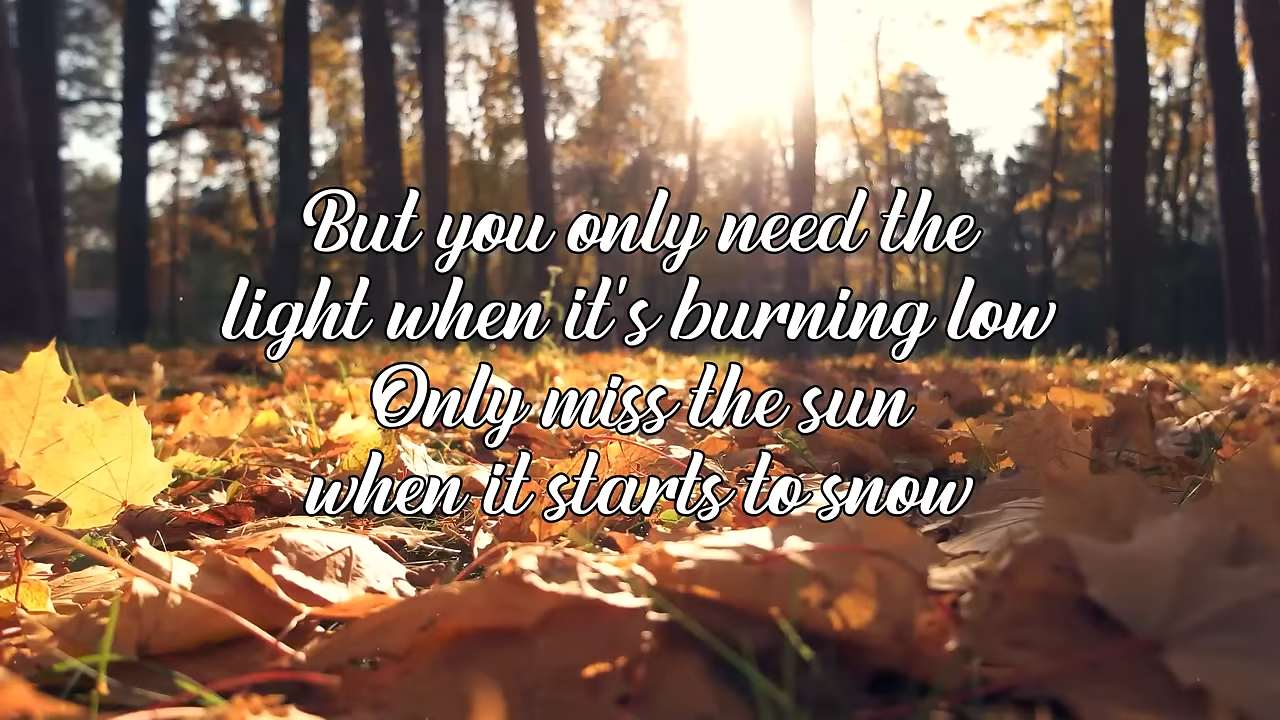 But you only need the
light when it's burning low
Only miss the sun
when it starts to snow